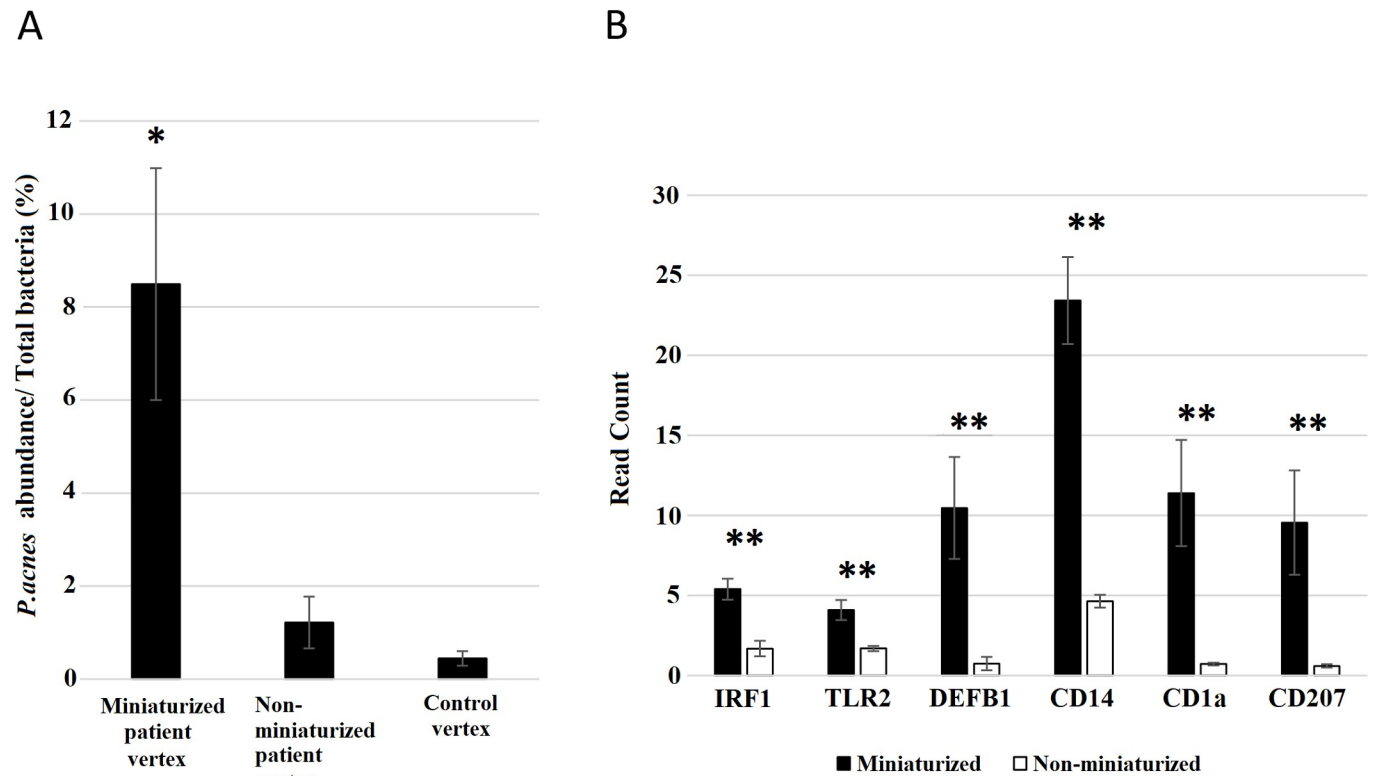 A
P.acnes abundance/ Total bacteria (%)
12
10
8
6
4
2
0
*
Miniaturized
patient
vertex
Non-
miniaturized
patient
Control
vertex
B
Read Count
30
25
20
15
10
5
0
**
**
**
**
**
**
IRF1
TLR2
DEFB1
CD14
CD1a
CD207
Miniaturized
Non-miniaturized